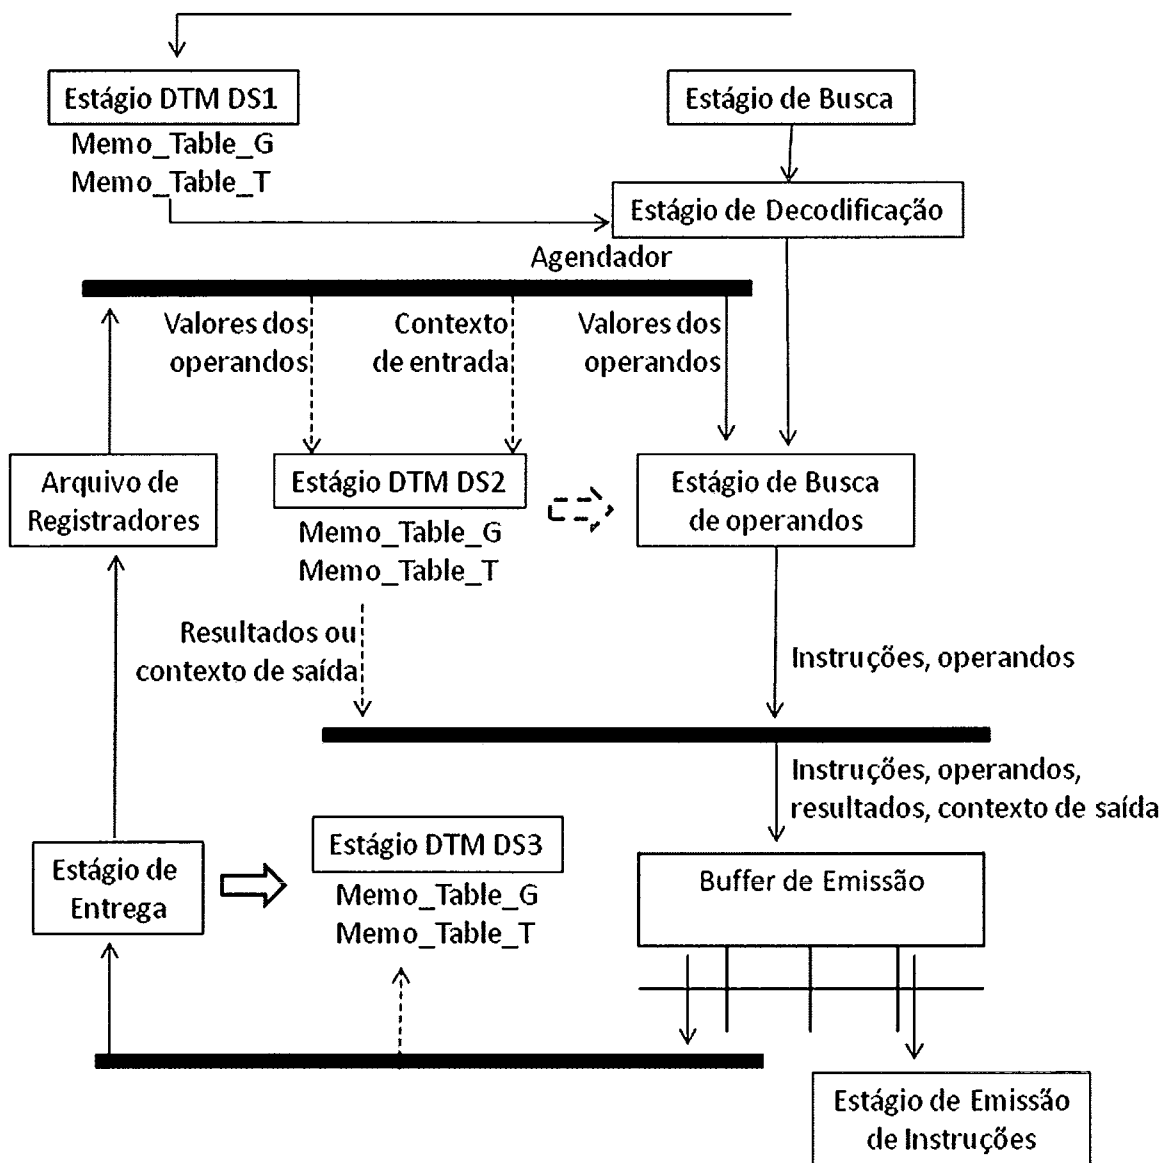 Estágio DTM DS1
Memo_Table_G
Memo_Table_T
Estágio de Busca
Estágio de Decodificação
Agendador
Valores dos
operandos
Contexto
de entrada
Valores dos
operandos
Arquivo de
Registradores
Estágio DTM DS2
Memo_Table_G
Memo_Table_T
Estágio de Busca
de operandos
Resultados ou
contexto de saída
Instruções, operandos
Instruções, operandos,
resultados, contexto de saída
Estágio de
Entrega
Estágio DTM DS3
Memo_Table_G
Memo_Table_T
Buffer de Emissão
Estágio de Emissão
de Instruções